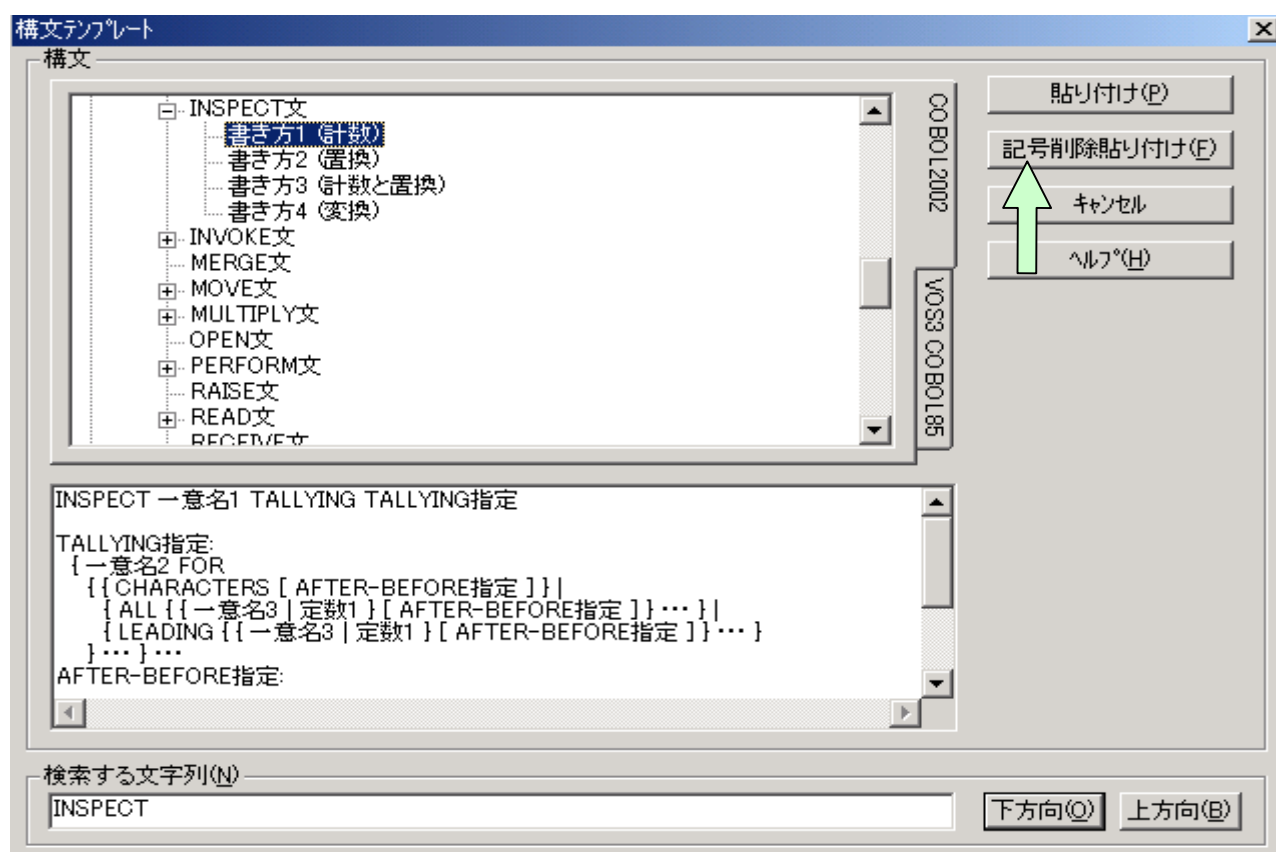 構文テンプレート
構文
INSPECT文
書き方1 (計数)
書き方2 (置換)
書き方3 (計数と置換)
書き方4 (変換)
INVOKE文
MERGE文
MOVE文
MULTIPLY文
OPEN文
PERFORM文
RAISE文
READ文
RECEIVE文
COBOL2002
VOS3 COBOL85
貼り付け(P)
記号削除貼り付け(F)
キャンセル
ヘルプ(H)
INSPECT 一意名1 TALLYING TALLYING指定
TALLYING指定:
{ 一意名2 FOR
{ { CHARACTERS [ AFTER-BEFORE指定 ] } |
{ ALL { { 一意名3 | 定数1 } [ AFTER-BEFORE指定 ] } … } |
{ LEADING { { 一意名3 | 定数1 } [ AFTER-BEFORE指定 ] } … }
} … } …
AFTER-BEFORE指定:
検索する文字列(N)
INSPECT
下方向(O)
上方向(B)